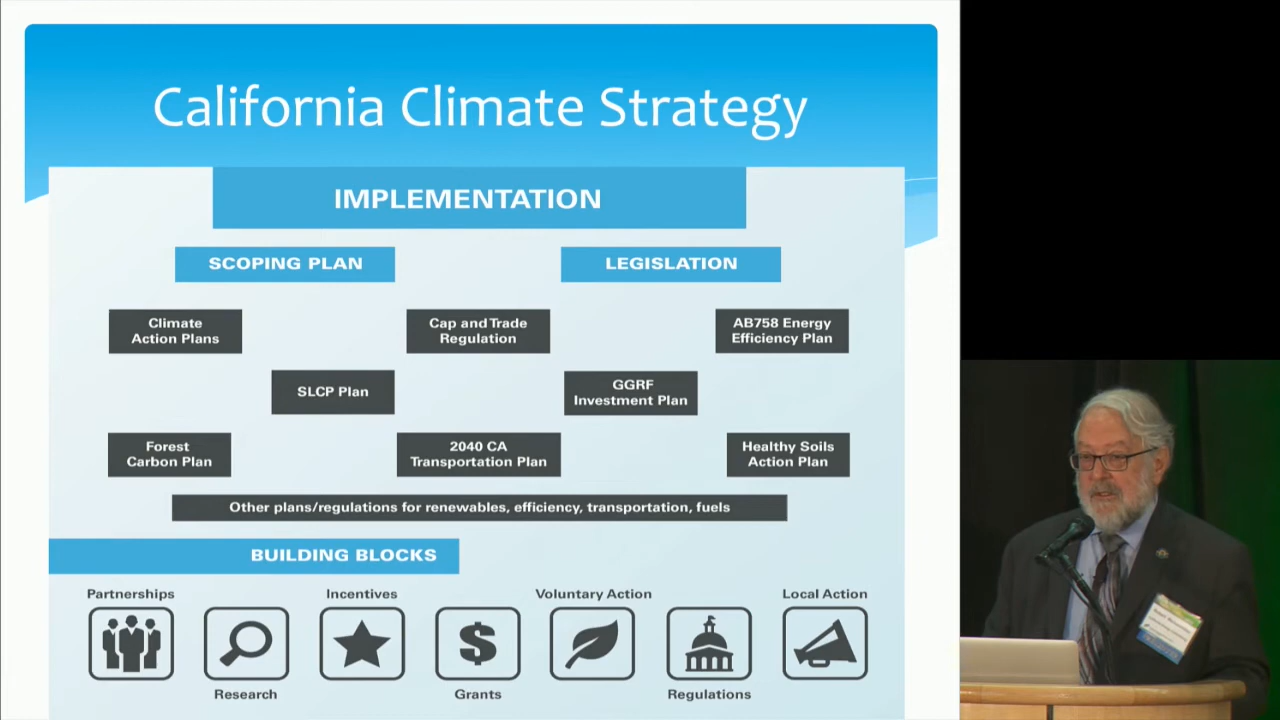 California Climate Strategy
IMPLEMENTATION
SCOPING PLAN
LEGISLATION
Climate
Action Plans
Cap and Trade
Regulation
AB758 Energy
Efficiency Plan
SLCP Plan
GGRF
Investment Plan
Forest
Carbon Plan
2040 CA
Transportation Plan
Healthy Soils
Action Plan
Other plans/regulations for renewables, efficiency, transportation, fuels
BUILDING BLOCKS
Partnerships
Research
Incentives
$
Grants
Voluntary Action
Regulations
Local Action